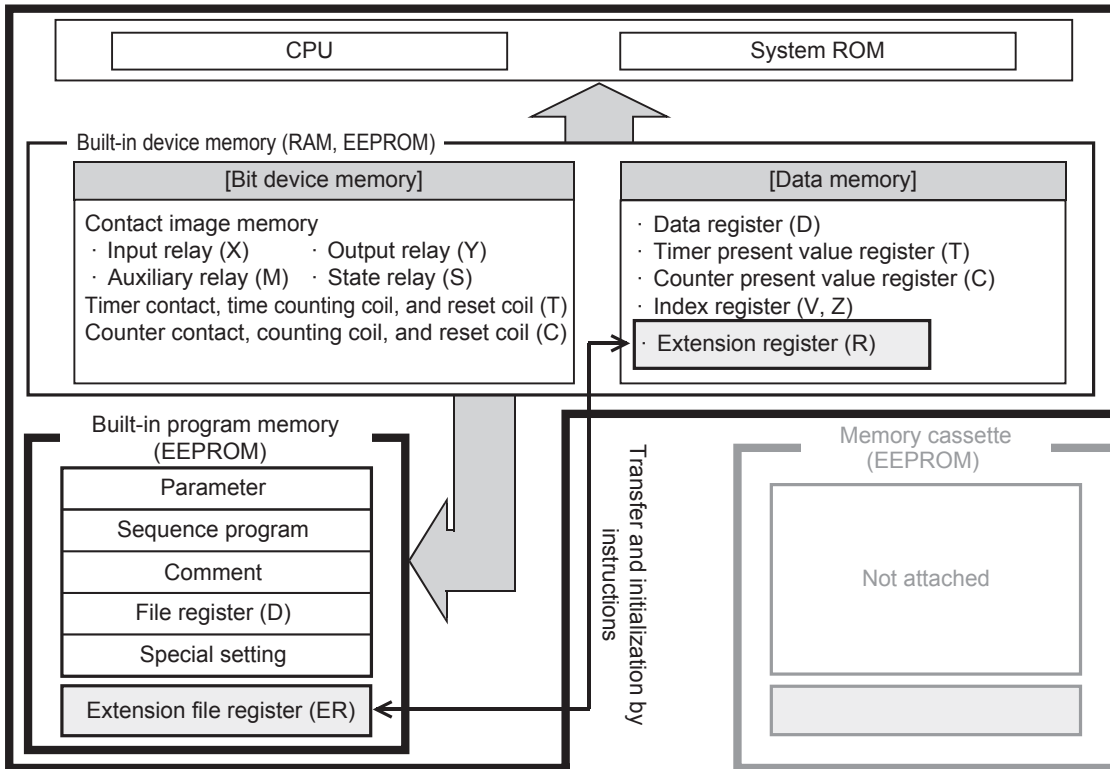 CPU
System ROM
Built-in device memory (RAM, EEPROM)
[Bit device memory]
Contact image memory
· Input relay (X) · Output relay (Y)
· Auxiliary relay (M) · State relay (S)
Timer contact, time counting coil, and reset coil (T)
Counter contact, counting coil, and reset coil (C)
[Data memory]
· Data register (D)
· Timer present value register (T)
· Counter present value register (C)
· Index register (V, Z)
· Extension register (R)
Built-in program memory
(EEPROM)
Parameter
Sequence program
Comment
File register (D)
Special setting
Extension file register (ER)
Transfer and initialization by
instructions
Memory cassette
(EEPROM)
Not attached